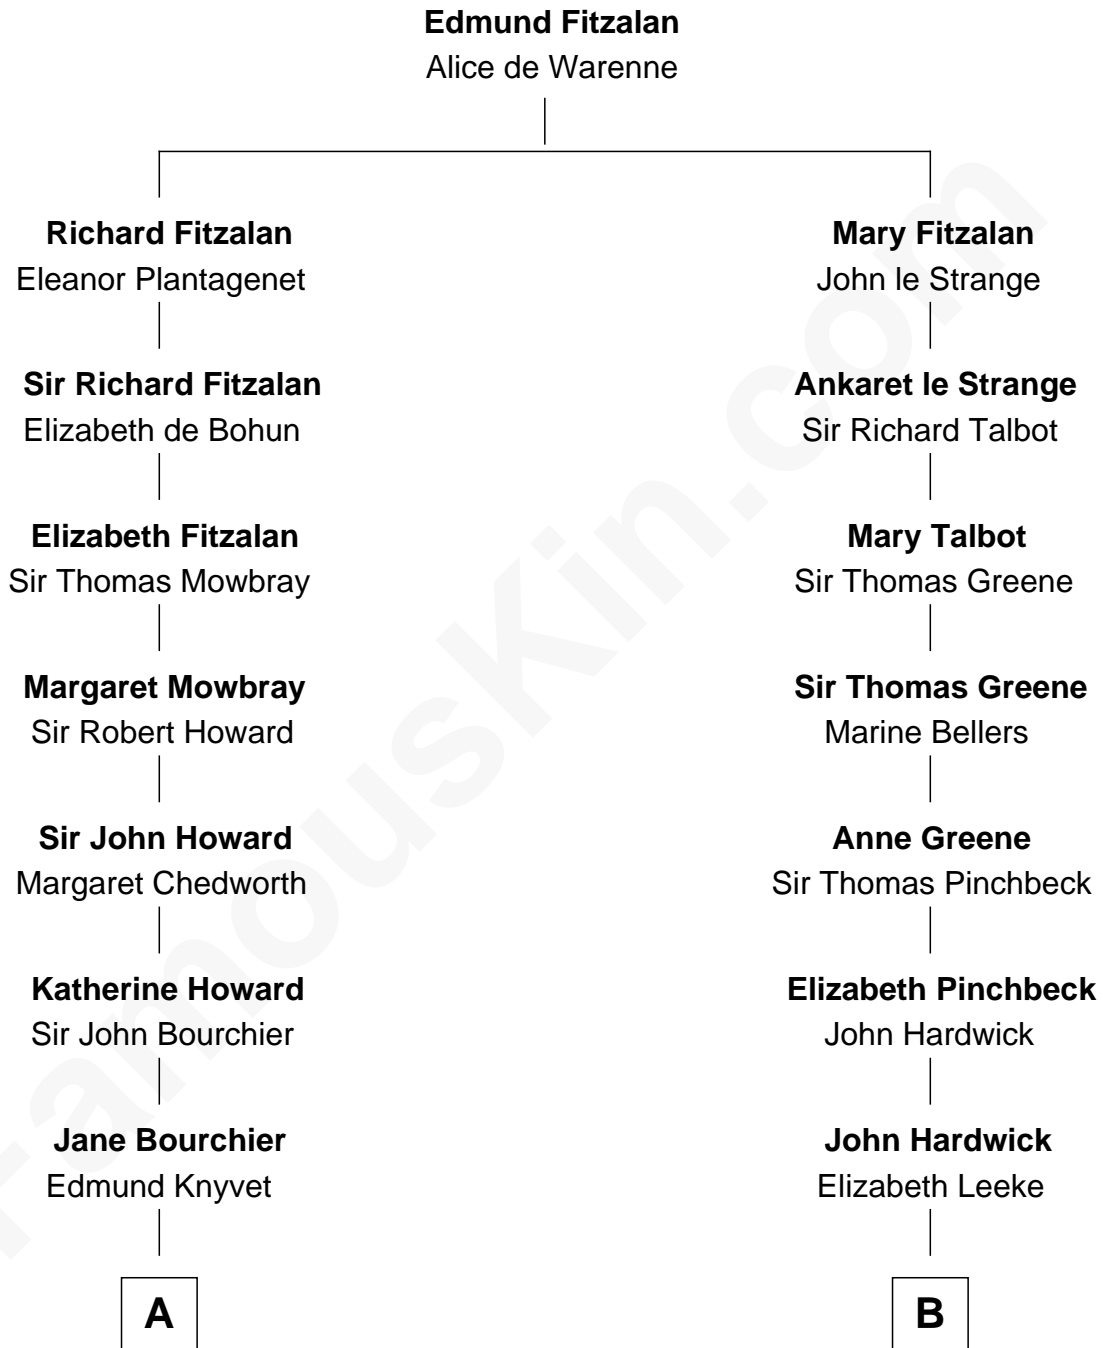 Edmund Fitzalan
Alice de Warenne
Richard Fitzalan
Eleanor Plantagenet
Mary Fitzalan
John le Strange
Sir Richard Fitzalan
Elizabeth de Bohun
Ankaret le Strange
Sir Richard Talbot
Elizabeth Fitzalan
Sir Thomas Mowbray
Mary Talbot
Sir Thomas Greene
Margaret Mowbray
Sir Robert Howard
Sir Thomas Greene
Marine Bellers
Sir John Howard
Margaret Chedworth
Anne Greene
Sir Thomas Pinchbeck
Katherine Howard
Sir John Bourchier
Elizabeth Pinchbeck
John Hardwick
Jane Bourchier
Edmund Knyvet
John Hardwick
Elizabeth Leeke
A
B
FamousKin.com